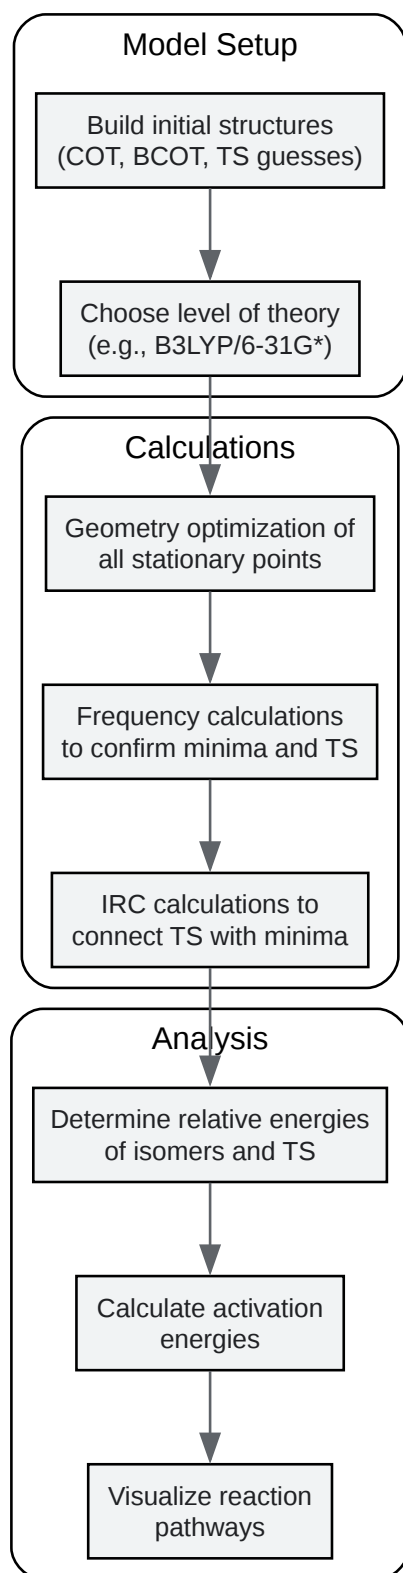 Model Setup
Build initial structures
(COT, BCOT, TS guesses)
Choose level of theory
(e.g., B3LYP/6-31G*)
Calculations
Geometry optimization of
all stationary points
Frequency calculations
to confirm minima and TS
IRC calculations to
connect TS with minima
Analysis
Determine relative energies
of isomers and TS
Calculate activation
energies
Visualize reaction
pathways